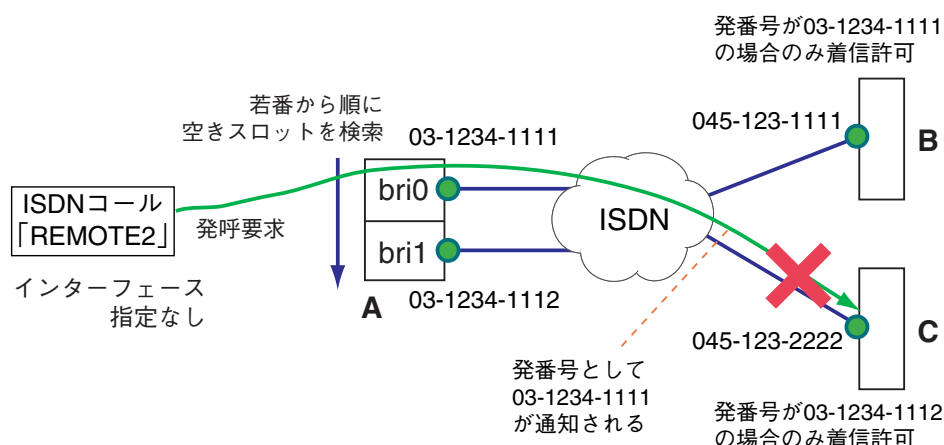 発番号が03-1234-1111
の場合のみ着信許可
若番から順に
空きスロットを検索
03-1234-1111
045-123-1111
B
bri0
ISDNコール
「REMOTE2」
発呼要求
ISDN
bri1
インターフェース
指定なし
A
03-1234-1112
C
045-123-2222
発番号として
03-1234-1111
が通知される
発番号が03-1234-1112
の場合のみ着信許可